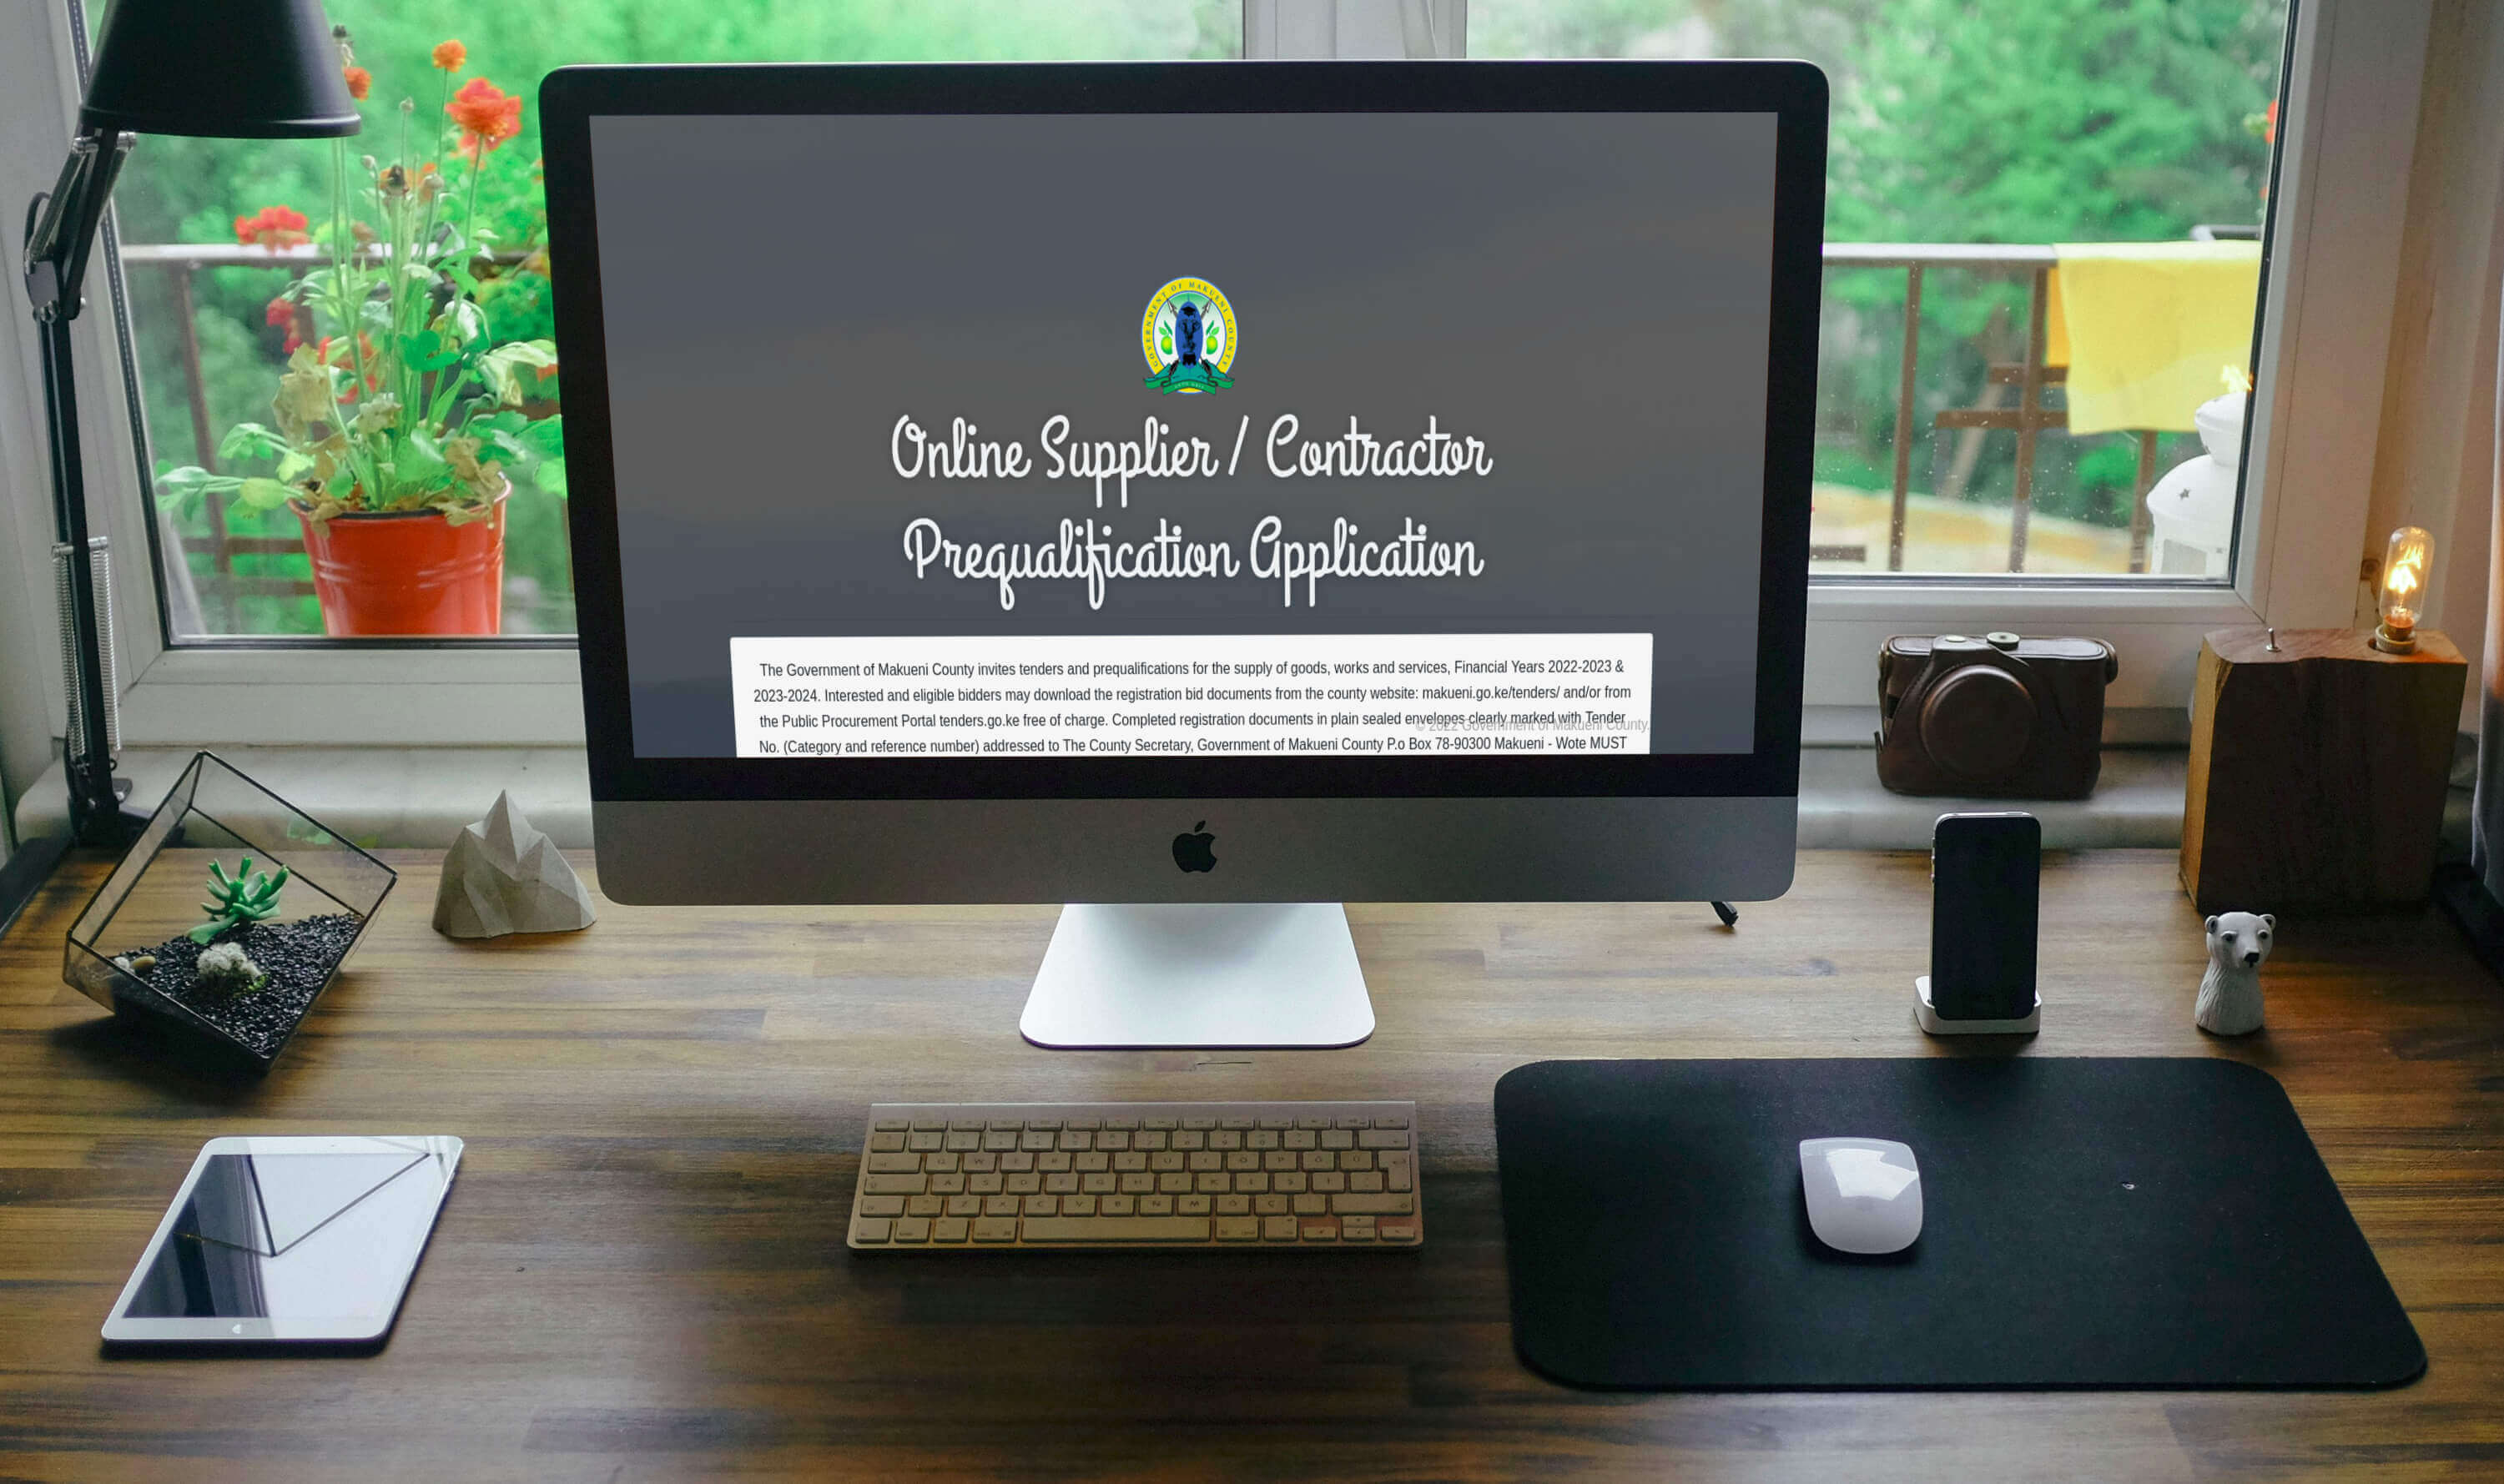 GOVERNMENT OF MAKUENI COUNTY
Online Supplier / Contractor
Prequalification Application
The Government of Makueni County invites tenders and prequalifications for the supply of goods, works and services, Financial Years 2022-2023 &
2023-2024. Interested and eligible bidders may download the registration bid documents from the county website: makueni.go.ke/tenders/ and/or from
the Public Procurement Portal tenders.go.ke free of charge. Completed registration documents in plain sealed envelopes clearly marked with Tender
© 2022 Government of Makueni County.
No. (Category and reference number) addressed to The County Secretary, Government of Makueni County P.o Box 78-90300 Makueni - Wote MUST